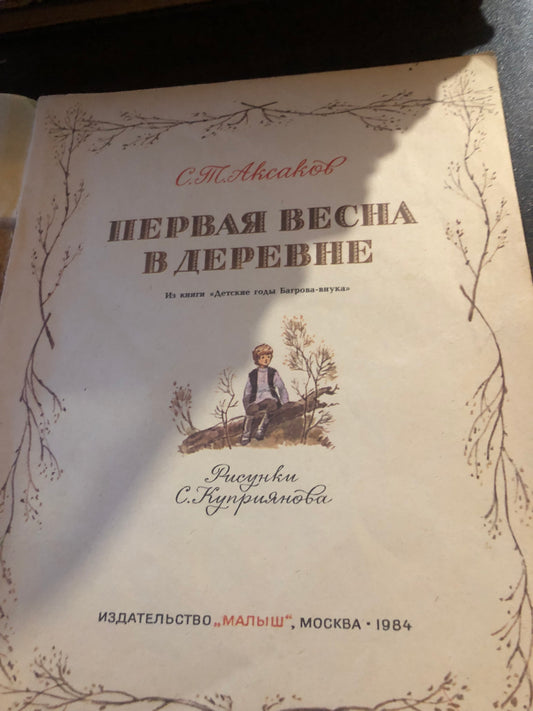 С.Т.Аксаков
ПЕРВАЯ ВЕСНА
В ДЕРЕВНЕ
Из книги «Детские годы Багрова-внука»
Рисунки
С.Куприянова
ИЗДАТЕЛЬСТВО „МАЛЫШ“, МОСКВА · 1984